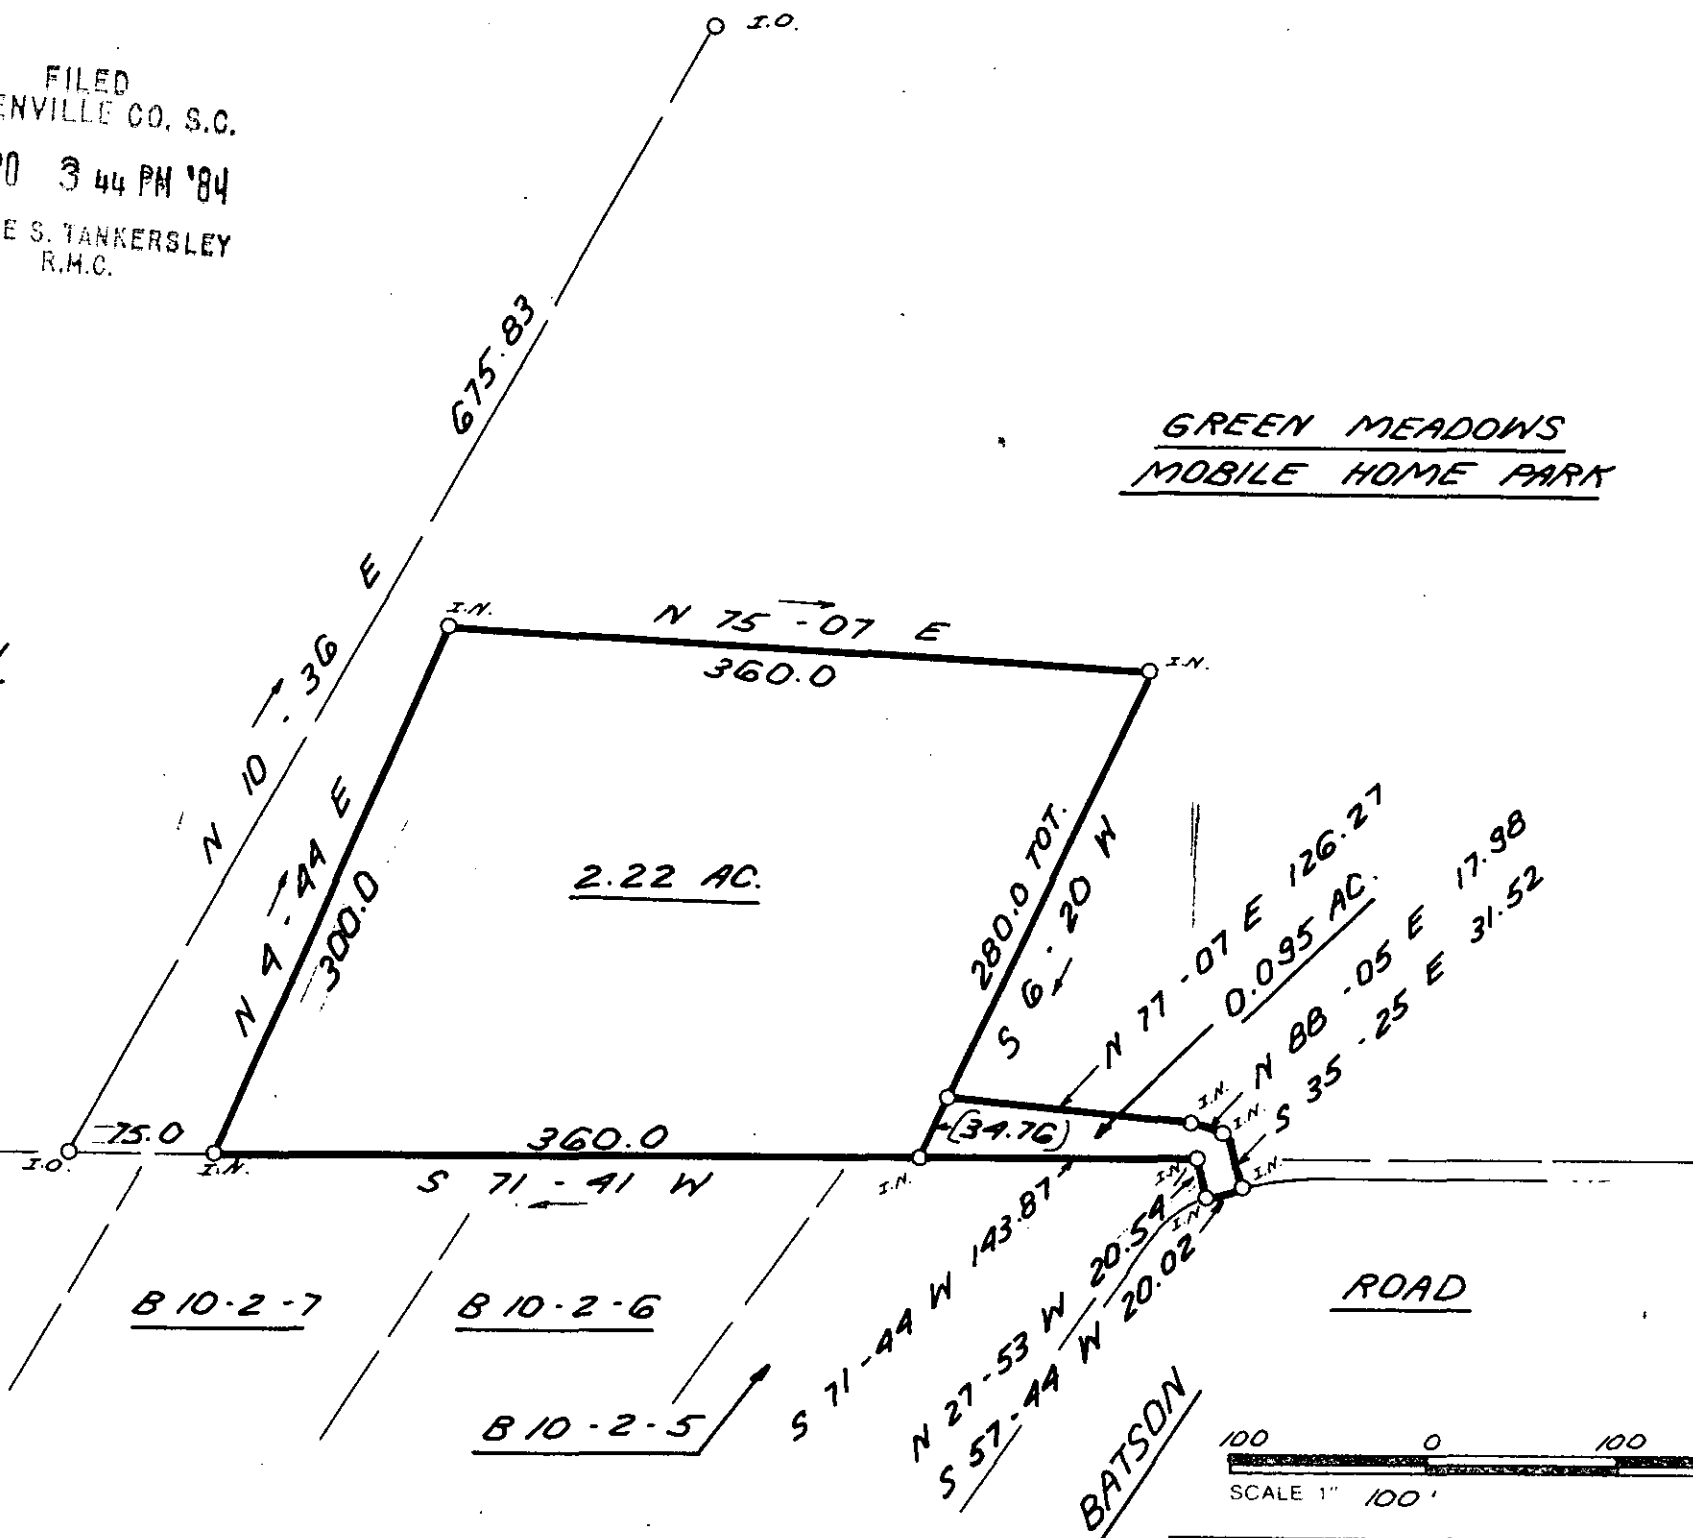 I.O.
FILED
ENVILLE CO. S.C.
3 44 PM '84
E S. TANKERSLEY
R.M.C.
675.83
GREEN MEADOWS
MOBILE HOME PARK
N 10 . 36 E
I.N.
N 75 - 07 E
360.0
I.N.
N 4 - 44 E
300.0
2.22 AC.
280.0 TOT.
S 6 - 20 W
N 77 - 07 E 126.27
0.095 AC.
N 88 - 05 E 17.98
S 35 - 25 E 31.52
I.N.
I.N.
I.N.
I.N.
I.N.
(34.76)
75.0
360.0
I.O.
I.N.
S 71 - 41 W
I.N.
S 71 - 44 W 143.87
N 27 - 53 W 20.54
S 57 - 44 W 20.02
B 10 - 2 - 7
B 10 - 2 - 6
B 10 - 2 - 5
ROAD
BATSON
100 0 100
SCALE 1" 100'